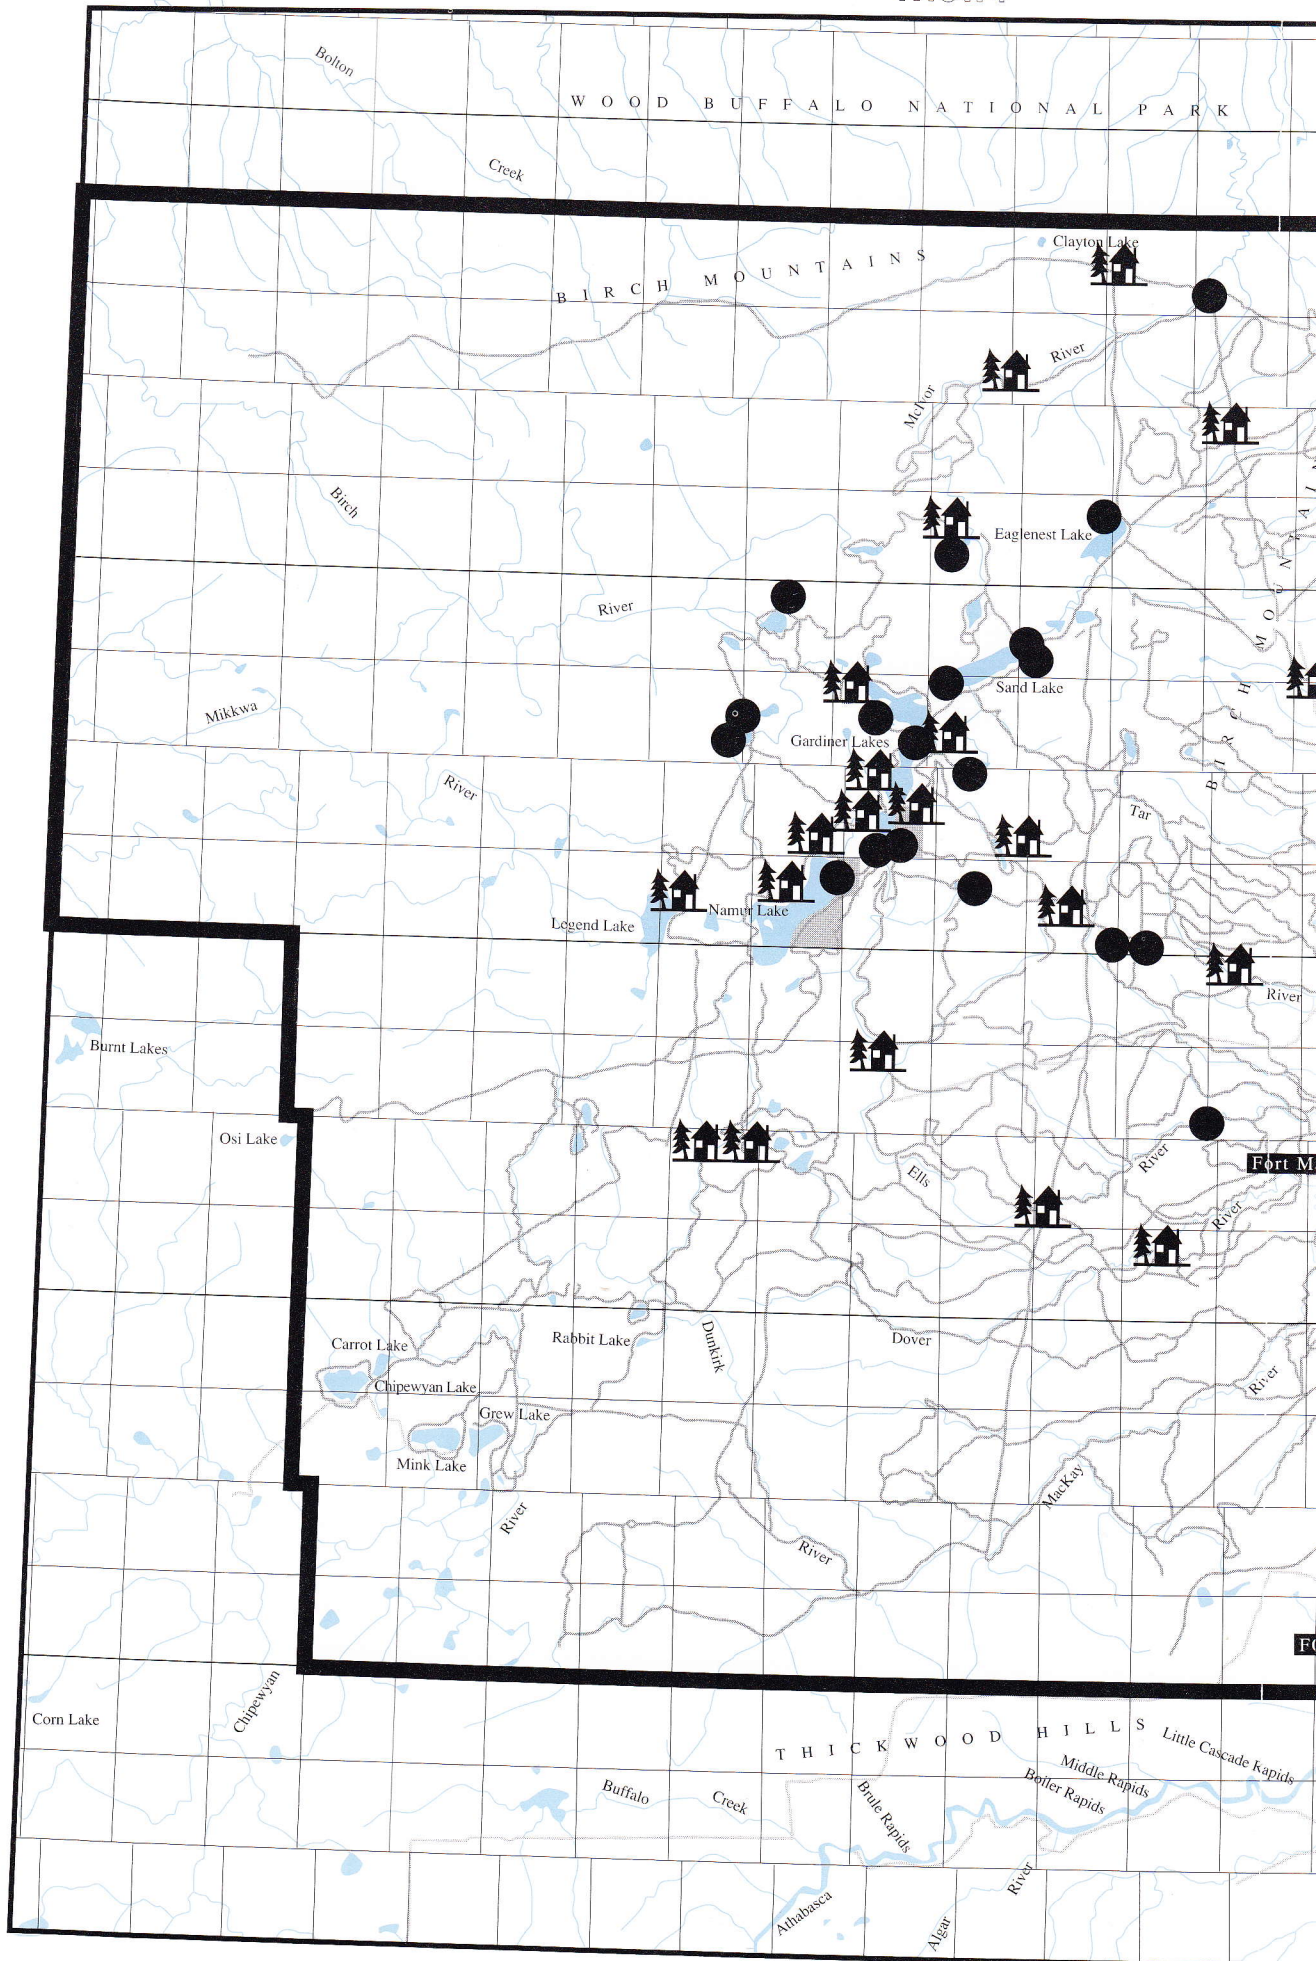 Bolton
WOOD BUFFALO NATIONAL PARK
Creek
Clayton Lake
BIRCH MOUNTAINS
River
McIvor
Birch
Eaglenest Lake
River
BIRCH MOUNTAIN
Sand Lake
Mikkwa
Gardiner Lakes
River
Tar
Namur Lake
Legend Lake
River
Burnt Lakes
Osi Lake
River
Fort M
Ells
River
Carrot Lake
Rabbit Lake
Dunkirk
Dover
River
Chipewyan Lake
Grew Lake
Mink Lake
MacKay
River
River
Chipewyan
Corn Lake
THICKWOOD HILLS
Little Cascade Rapids
Middle Rapids
Boiler Rapids
Buffalo
Creek
Brule Rapids
River
Athabasca
Algar